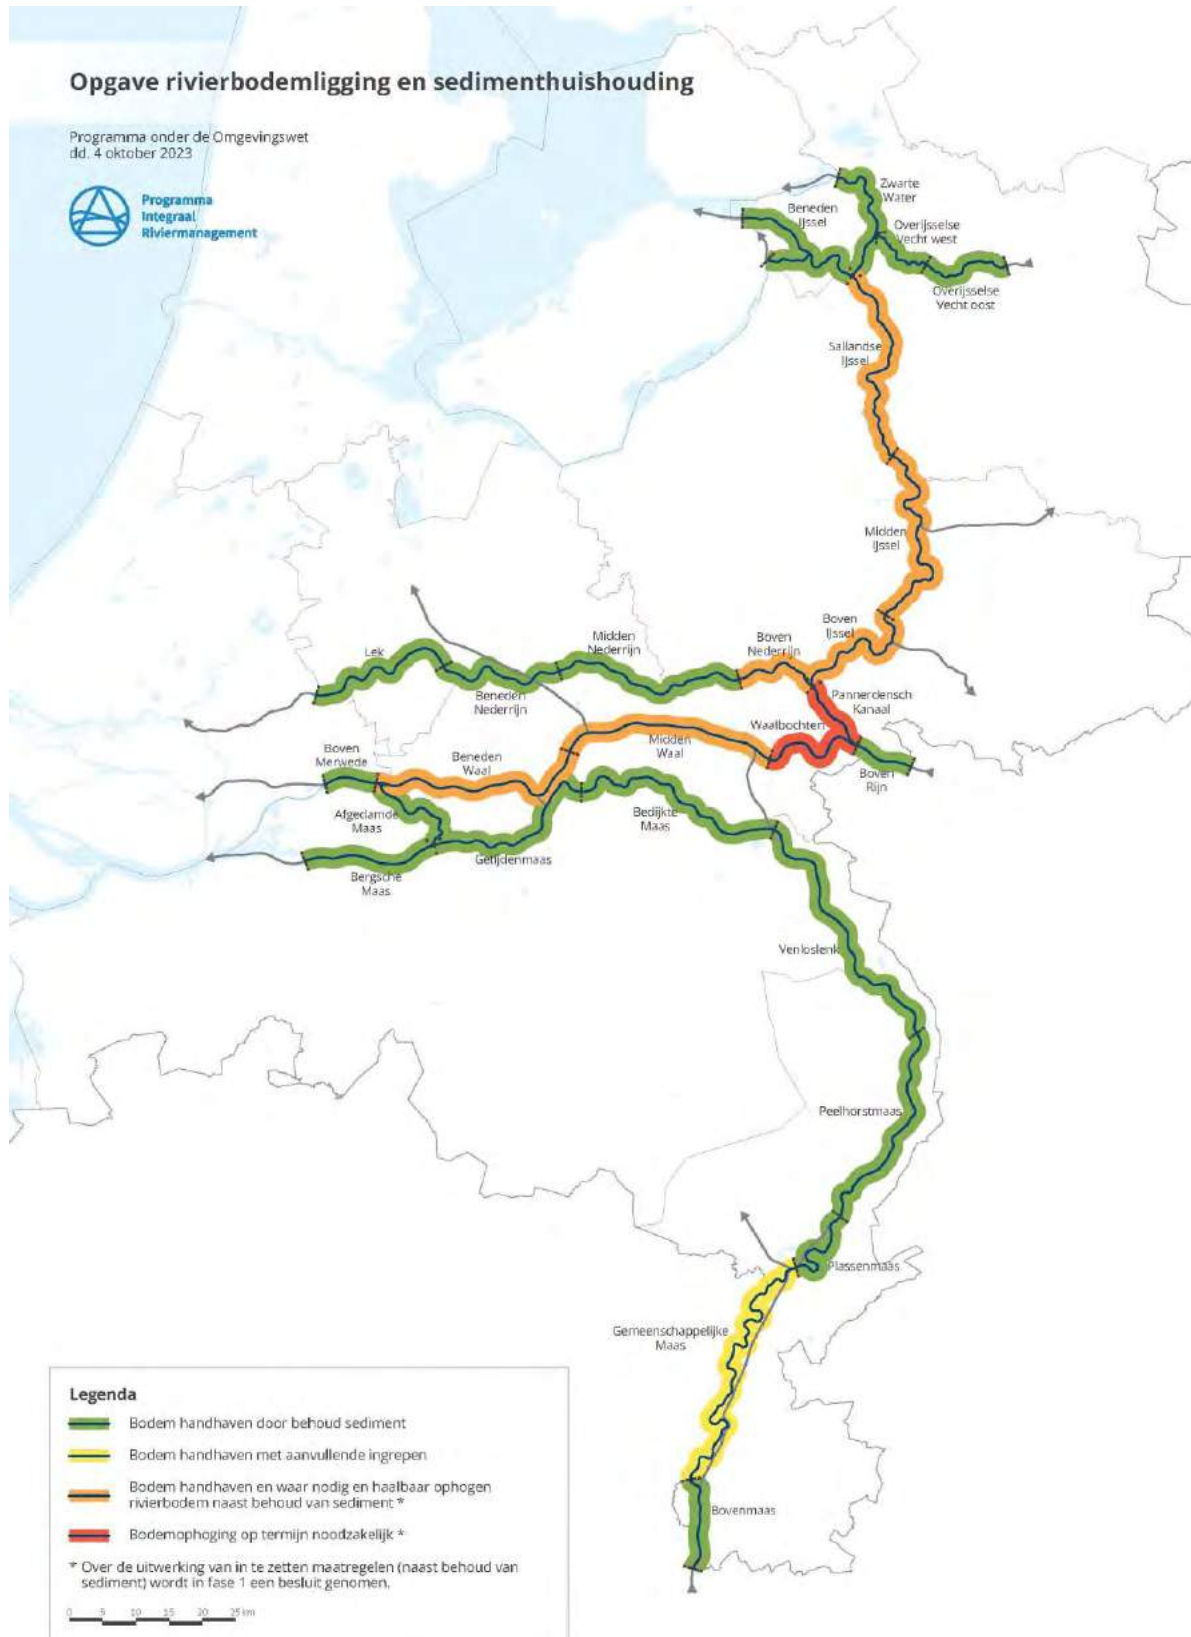 Opgave rivierbodemligging en sedimenthuishouding
Programma onder de Omgevingswet
dd. 4 oktober 2023
Programma
Integraal
Riviermanagement
Zwarte
Water
Beneden
IJssel
Overijsselse
Vecht west
Overijsselse
Vecht oost
Sallandse
IJssel
Midden
IJssel
Boven
IJssel
Midden
Nederrijn
Boven
Nederrijn
Lek
Beneden
Nederrijn
Pannerdensch
Kanaal
Waalbochten
Midden
Waal
Boven
Rijn
Boven
Merwede
Beneden
Waal
Afgedamde
Maas
Bedijkte
Maas
Getijdenmaas
Bergsche
Maas
Venloslenk
Peelhorstmaas
Plassenmaas
Gemeenschappelijke
Maas
Bovenmaas
Legenda
Bodem handhaven door behoud sediment
Bodem handhaven met aanvullende ingrepen
Bodem handhaven en waar nodig en haalbaar ophogen
rivierbodem naast behoud van sediment *
Bodemophoging op termijn noodzakelijk *
* Over de uitwerking van in te zetten maatregelen (naast behoud van
sediment) wordt in fase 1 een besluit genomen.
0 5 10 15 20 25 km